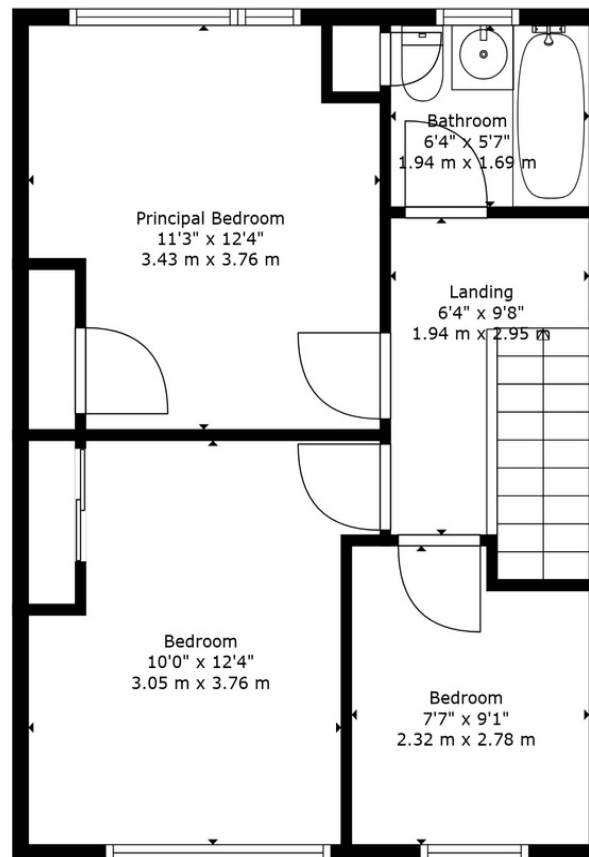 Bathroom
6'4" x 5'7"
1.94 m x 1.69 m
Principal Bedroom
11'3" x 12'4"
3.43 m x 3.76 m
Landing
6'4" x 9'8"
1.94 m x 2.95 m
Bedroom
10'0" x 12'4"
3.05 m x 3.76 m
Bedroom
7'7" x 9'1"
2.32 m x 2.78 m